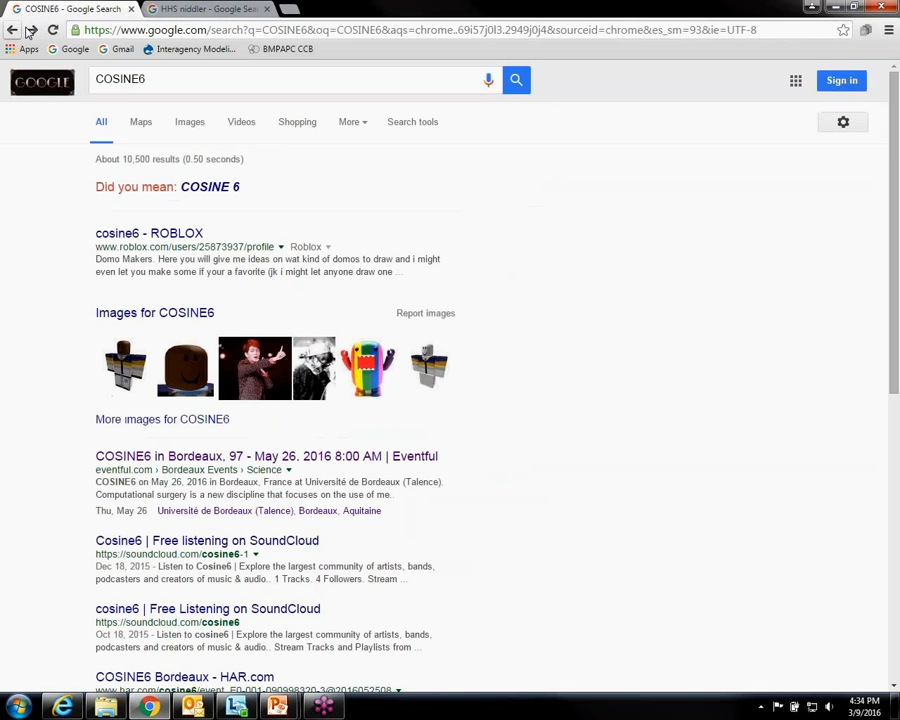 COSINE6 - Google Search
HHS niddler - Google Sea
https://www.google.com/search?q=COSINE6&oq=COSINE6&aqs=chrome..69i57j0l3.2949j0j4&sourceid=chrome&es_sm=93&ie=UTF-8
Apps Google Gmail Interagency Modeli... BMPAPC CCB
GOOGLE COSINE6 Sign in
All Maps Images Videos Shopping More Search tools
About 10,500 results (0.50 seconds)
Did you mean: COSINE 6
cosine6 - ROBLOX
www.roblox.com/users/25873937/profile Roblox
Domo Makers. Here you will give me ideas on wat kind of domos to draw and i might
even let you make some if your a favorite (jk i might let anyone draw one ...
Images for COSINE6 Report images
More images for COSINE6
COSINE6 in Bordeaux, 97 - May 26, 2016 8:00 AM | Eventful
eventful.com › Bordeaux Events › Science
COSINE6 on May 26, 2016 in Bordeaux, France at Université de Bordeaux (Talence).
Computational surgery is a new discipline that focuses on the use of me..
Thu, May 26 Université de Bordeaux (Talence), Bordeaux, Aquitaine
Cosine6 | Free listening on SoundCloud
https://soundcloud.com/cosine6-1
Dec 18, 2015 - Listen to Cosine6 | Explore the largest community of artists, bands,
podcasters and creators of music & audio.. 1 Tracks. 4 Followers. Stream ...
cosine6 | Free Listening on SoundCloud
https://soundcloud.com/cosine6
Oct 18, 2015 - Listen to cosine6 | Explore the largest community of artists, bands,
podcasters and creators of music & audio.. Stream Tracks and Playlists from ...
COSINE6 Bordeaux - HAR.com
www.har.com/cosine6/event_E0-001-090998320-3@2016052508
4:34 PM
3/9/2016